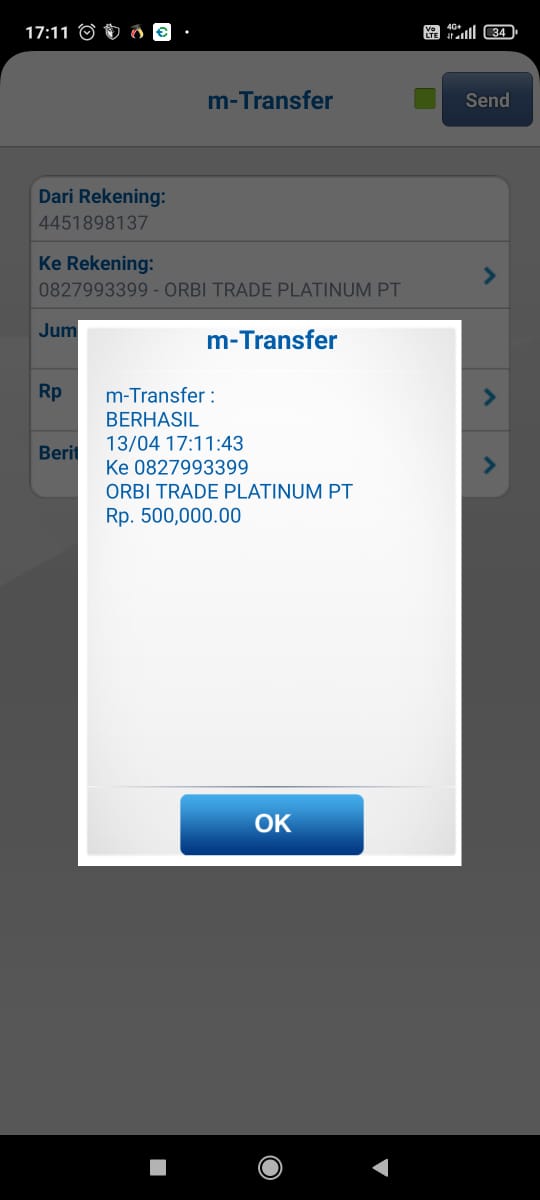 17:11
Vo LTE 4G+ 34
m-Transfer
Send
Dari Rekening:
4451898137
Ke Rekening:
0827993399 - ORBI TRADE PLATINUM PT
Jum
Rp
Berit
m-Transfer
m-Transfer :
BERHASIL
13/04 17:11:43
Ke 0827993399
ORBI TRADE PLATINUM PT
Rp. 500,000.00
OK